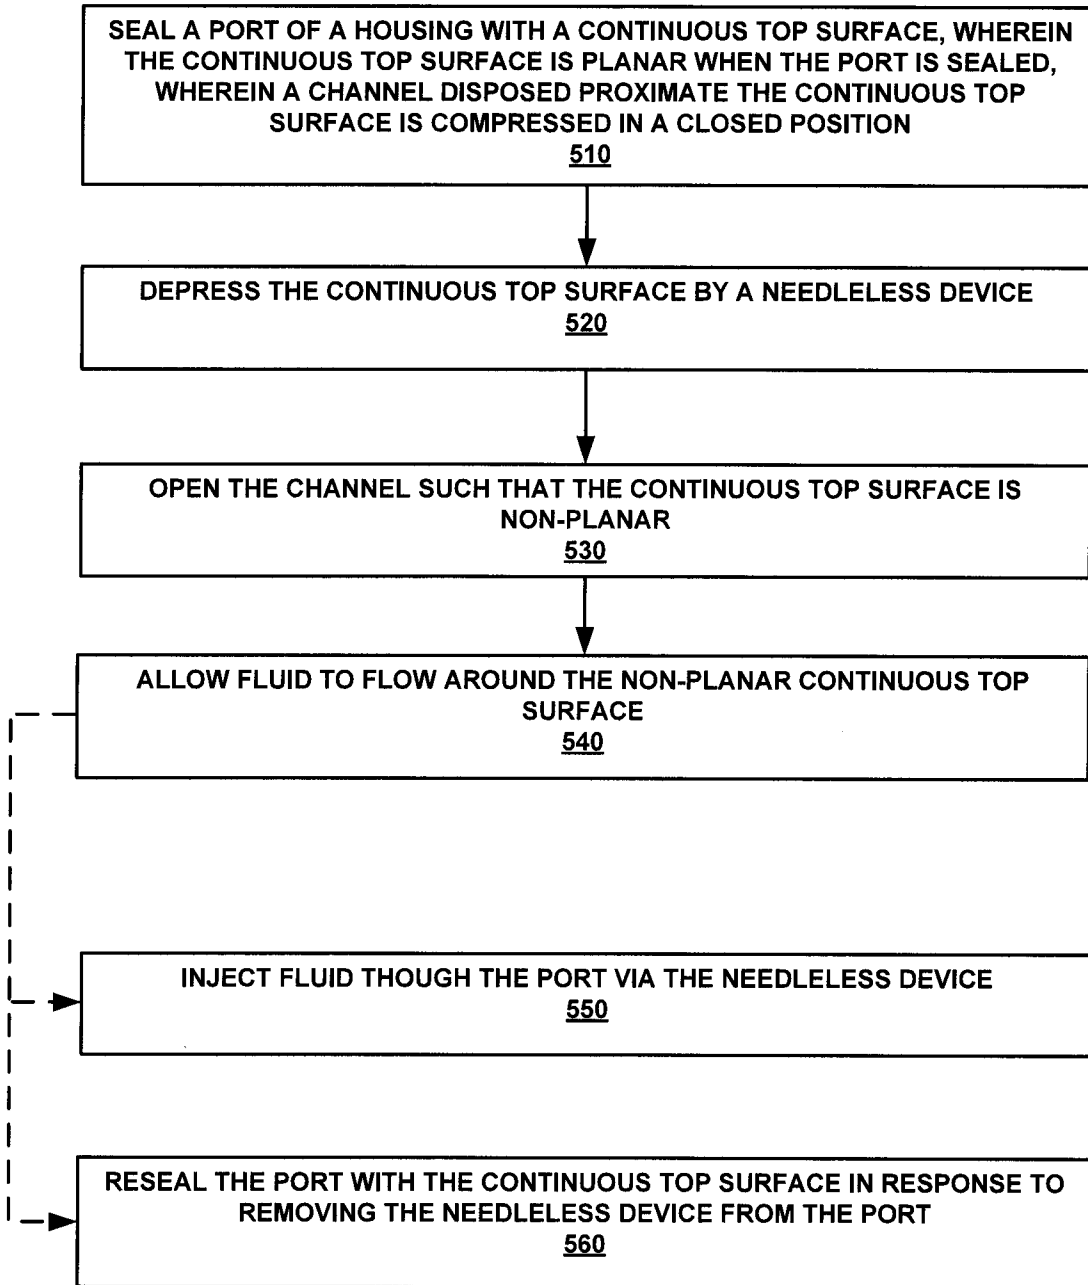 SEAL A PORT OF A HOUSING WITH A CONTINUOUS TOP SURFACE, WHEREIN
THE CONTINUOUS TOP SURFACE IS PLANAR WHEN THE PORT IS SEALED,
WHEREIN A CHANNEL DISPOSED PROXIMATE THE CONTINUOUS TOP
SURFACE IS COMPRESSED IN A CLOSED POSITION
510
DEPRESS THE CONTINUOUS TOP SURFACE BY A NEEDLELESS DEVICE
520
OPEN THE CHANNEL SUCH THAT THE CONTINUOUS TOP SURFACE IS
NON-PLANAR
530
ALLOW FLUID TO FLOW AROUND THE NON-PLANAR CONTINUOUS TOP
SURFACE
540
INJECT FLUID THOUGH THE PORT VIA THE NEEDLELESS DEVICE
550
RESEAL THE PORT WITH THE CONTINUOUS TOP SURFACE IN RESPONSE TO
REMOVING THE NEEDLELESS DEVICE FROM THE PORT
560